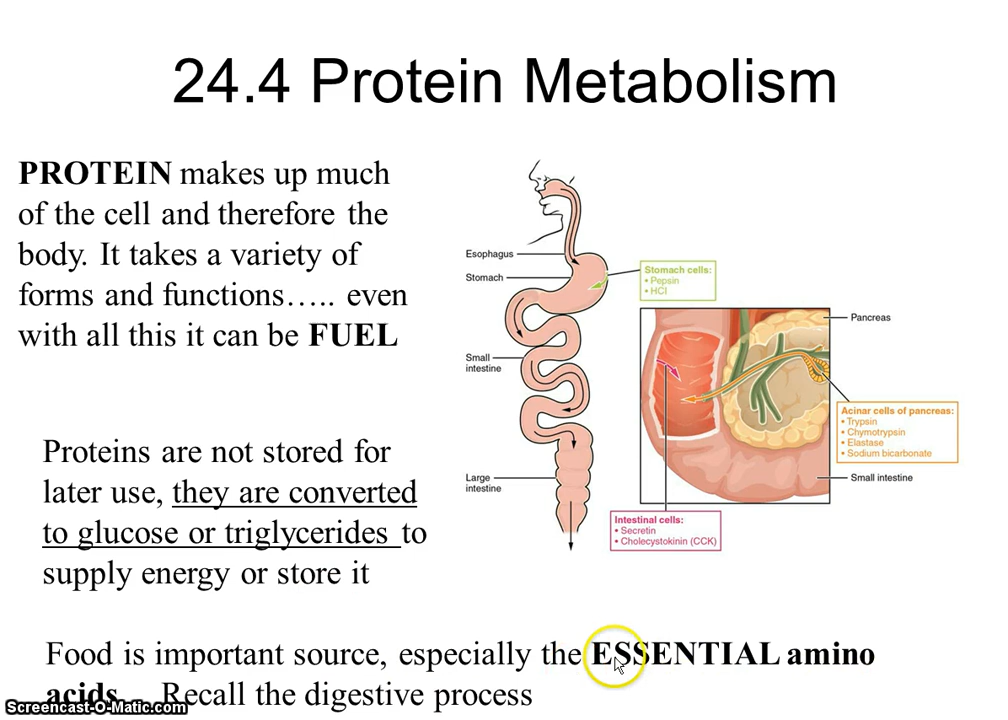 24.4 Protein Metabolism
PROTEIN makes up much
of the cell and therefore the
body. It takes a variety of
forms and functions….. even
with all this it can be FUEL
Proteins are not stored for
later use, they are converted
to glucose or triglycerides to
supply energy or store it
Esophagus
Stomach
Small
intestine
Large
intestine
Stomach cells:
• Pepsin
• HCl
Pancreas
Acinar cells of pancreas:
• Trypsin
• Chymotrypsin
• Elastase
• Sodium bicarbonate
Small intestine
Intestinal cells:
• Secretin
• Cholecystokinin (CCK)
Food is important source, especially the ESSENTIAL amino
acids... Recall the digestive process
Screencast-O-Matic.com